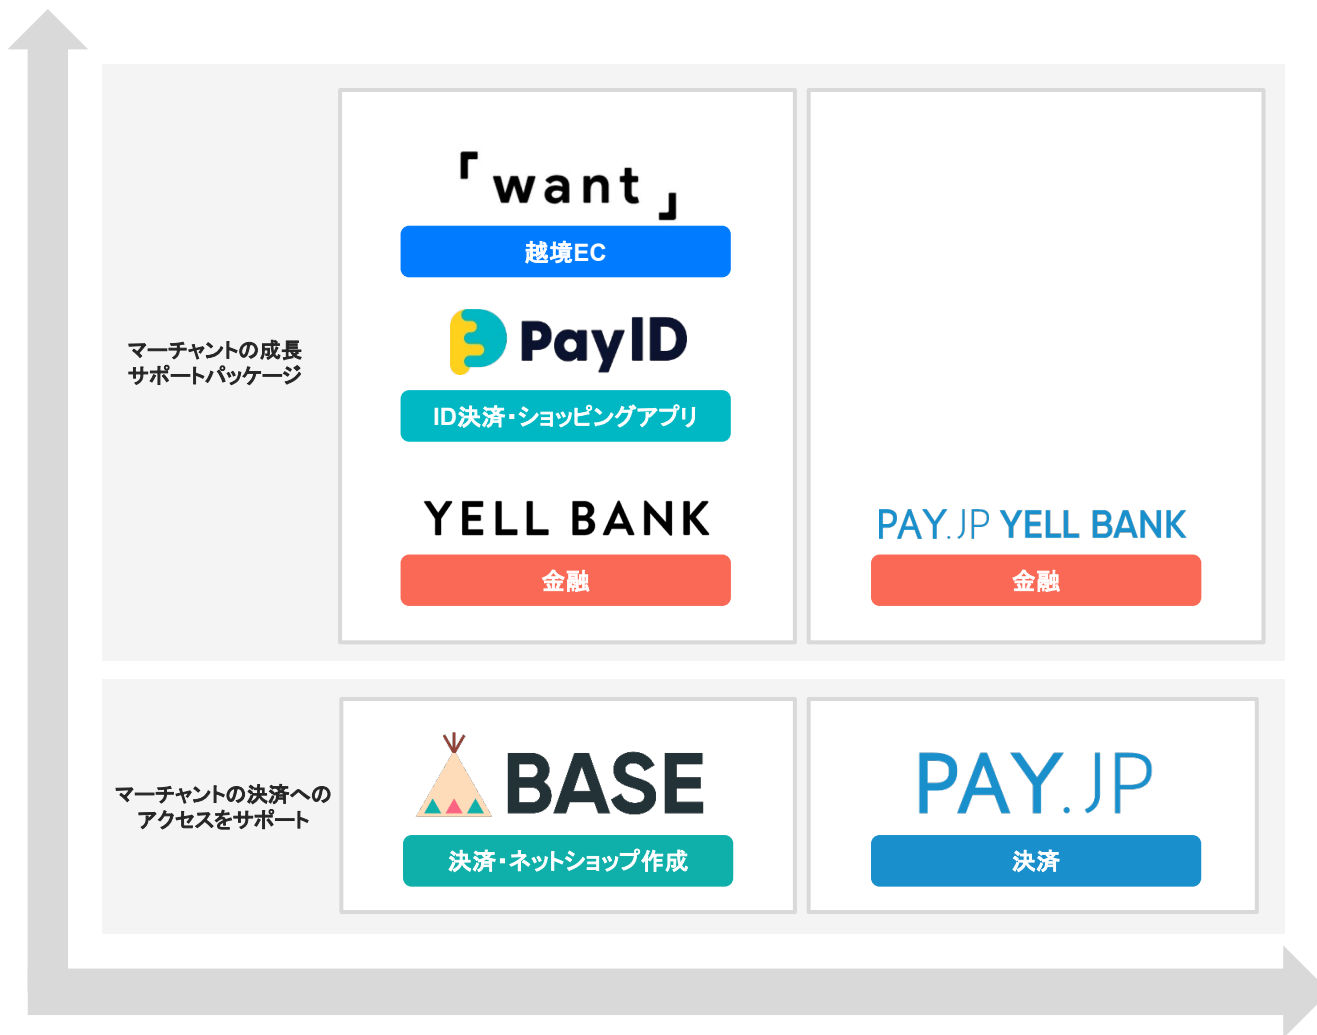 「want」
越境EC
PayID
ID決済・ショッピングアプリ
YELL BANK
金融
マーチャントの成長
サポートパッケージ
PAY.JP YELL BANK
金融
マーチャントの決済への
アクセスをサポート
BASE
決済・ネットショップ作成
PAY.JP
決済